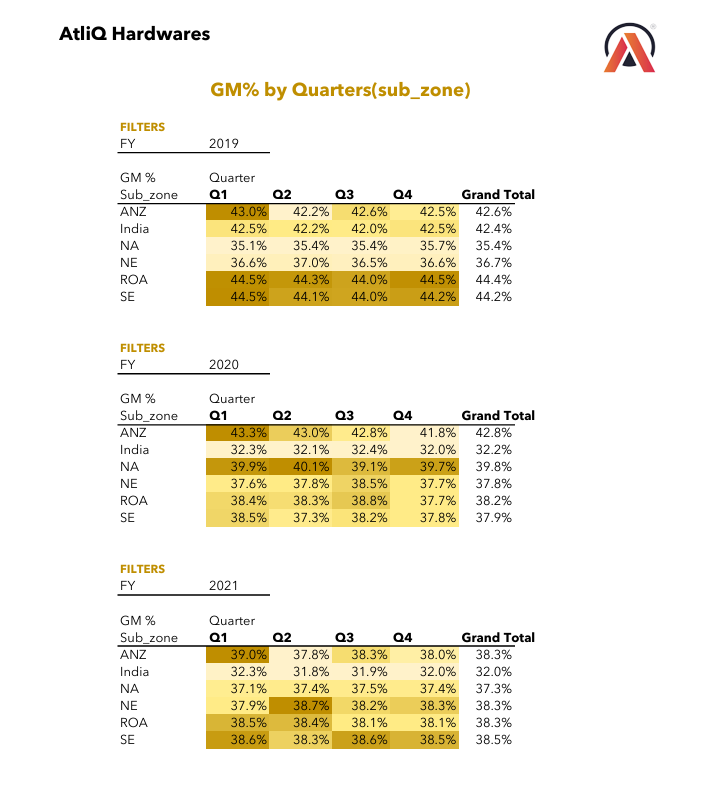 AtliQ Hardwares
GM% by Quarters(sub_zone)
FILTERS
FY 2019
GM % Quarter
Sub_zone Q1 Q2 Q3 Q4 Grand Total
ANZ 43.0% 42.2% 42.6% 42.5% 42.6%
India 42.5% 42.2% 42.0% 42.5% 42.4%
NA 35.1% 35.4% 35.4% 35.7% 35.4%
NE 36.6% 37.0% 36.5% 36.6% 36.7%
ROA 44.5% 44.3% 44.0% 44.5% 44.4%
SE 44.5% 44.1% 44.0% 44.2% 44.2%
FILTERS
FY 2020
GM % Quarter
Sub_zone Q1 Q2 Q3 Q4 Grand Total
ANZ 43.3% 43.0% 42.8% 41.8% 42.8%
India 32.3% 32.1% 32.4% 32.0% 32.2%
NA 39.9% 40.1% 39.1% 39.7% 39.8%
NE 37.6% 37.8% 38.5% 37.7% 37.8%
ROA 38.4% 38.3% 38.8% 37.7% 38.2%
SE 38.5% 37.3% 38.2% 37.8% 37.9%
FILTERS
FY 2021
GM % Quarter
Sub_zone Q1 Q2 Q3 Q4 Grand Total
ANZ 39.0% 37.8% 38.3% 38.0% 38.3%
India 32.3% 31.8% 31.9% 32.0% 32.0%
NA 37.1% 37.4% 37.5% 37.4% 37.3%
NE 37.9% 38.7% 38.2% 38.3% 38.3%
ROA 38.5% 38.4% 38.1% 38.1% 38.3%
SE 38.6% 38.3% 38.6% 38.5% 38.5%